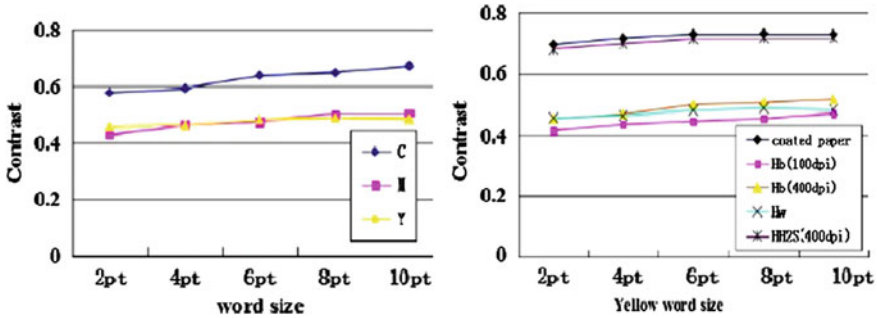 0.8
0.6
0.4
0.2
0
Contrast
2pt 4pt 6pt 8pt 10pt
word size
C
M
Y
0.8
0.6
0.4
0.2
0
Contrast
2pt 4pt 6pt 8pt 10pt
Yellow word size
coated paper
Hb(100dpi)
Hb(400dpi)
Hw
HHZS(400dpi)